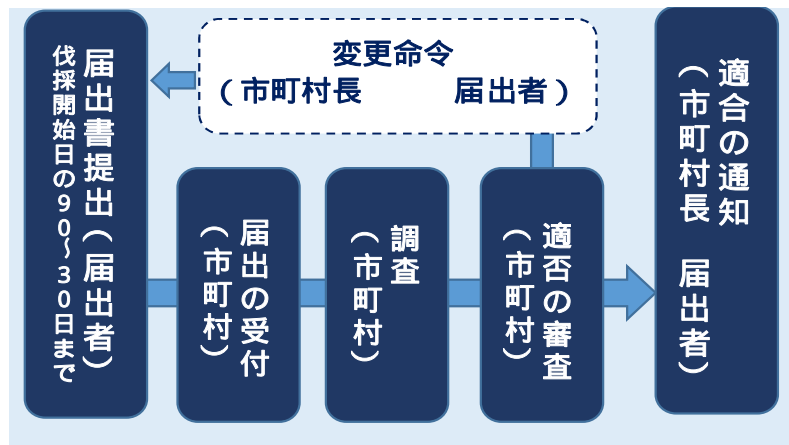 届出書提出（届出者）
伐採開始日の90～30日まで
変更命令
（市町村長　　　届出者）
届出の受付
（市町村）
調査
（市町村）
適否の審査
（市町村）
適合の通知
（市町村長　届出者）